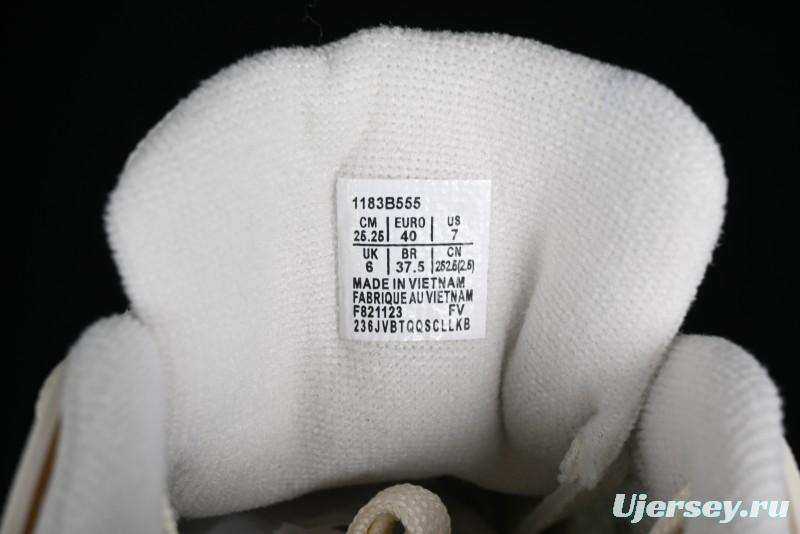 1183B555
CM EURO US
25.25 40 7
UK BR CN
6 37.5 252.5(2.5)
MADE IN VIETNAM
FABRIQUE AU VIETNAM
F821123 FV
236JVBTQQSCLLKB
Ujersey.ru